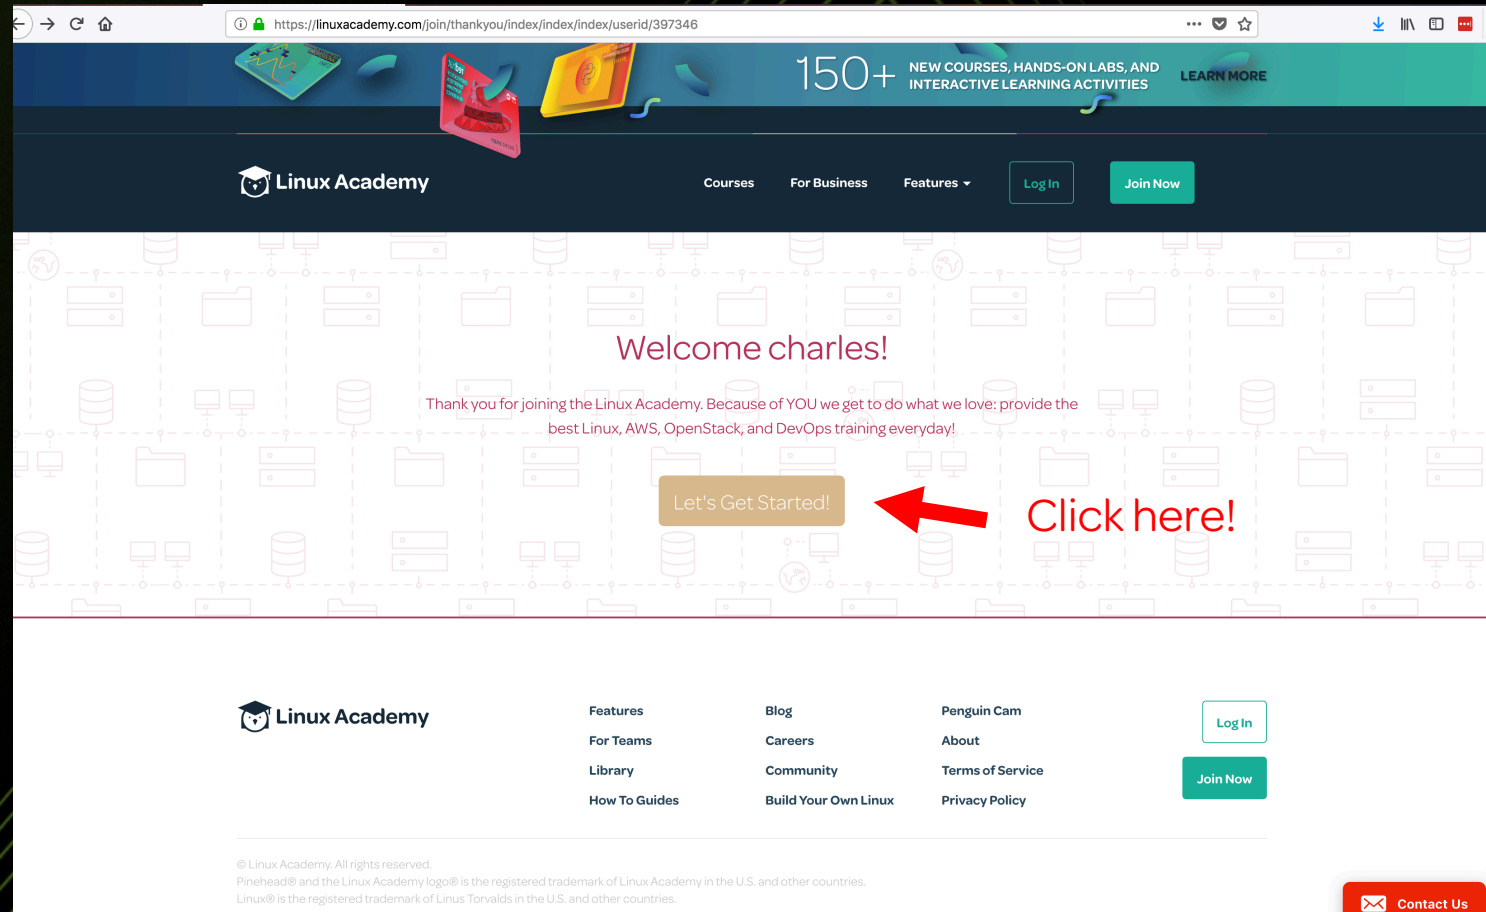 https://linuxacademy.com/join/thankyou/index/index/index/userid/397346
150+ NEW COURSES, HANDS-ON LABS, AND
INTERACTIVE LEARNING ACTIVITIES
LEARN MORE
Linux Academy
Courses For Business Features Log In Join Now
Welcome charles!
Thank you for joining the Linux Academy. Because of YOU we get to do what we love: provide the
best Linux, AWS, OpenStack, and DevOps training everyday!
Let's Get Started!
Click here!
Linux Academy
Features Blog Penguin Cam Log In
For Teams Careers About
Library Community Terms of Service Join Now
How To Guides Build Your Own Linux Privacy Policy
© Linux Academy. All rights reserved.
Pinehead® and the Linux Academy logo® is the registered trademark of Linux Academy in the U.S. and other countries.
Linux® is the registered trademark of Linus Torvalds in the U.S. and other countries.
Contact Us